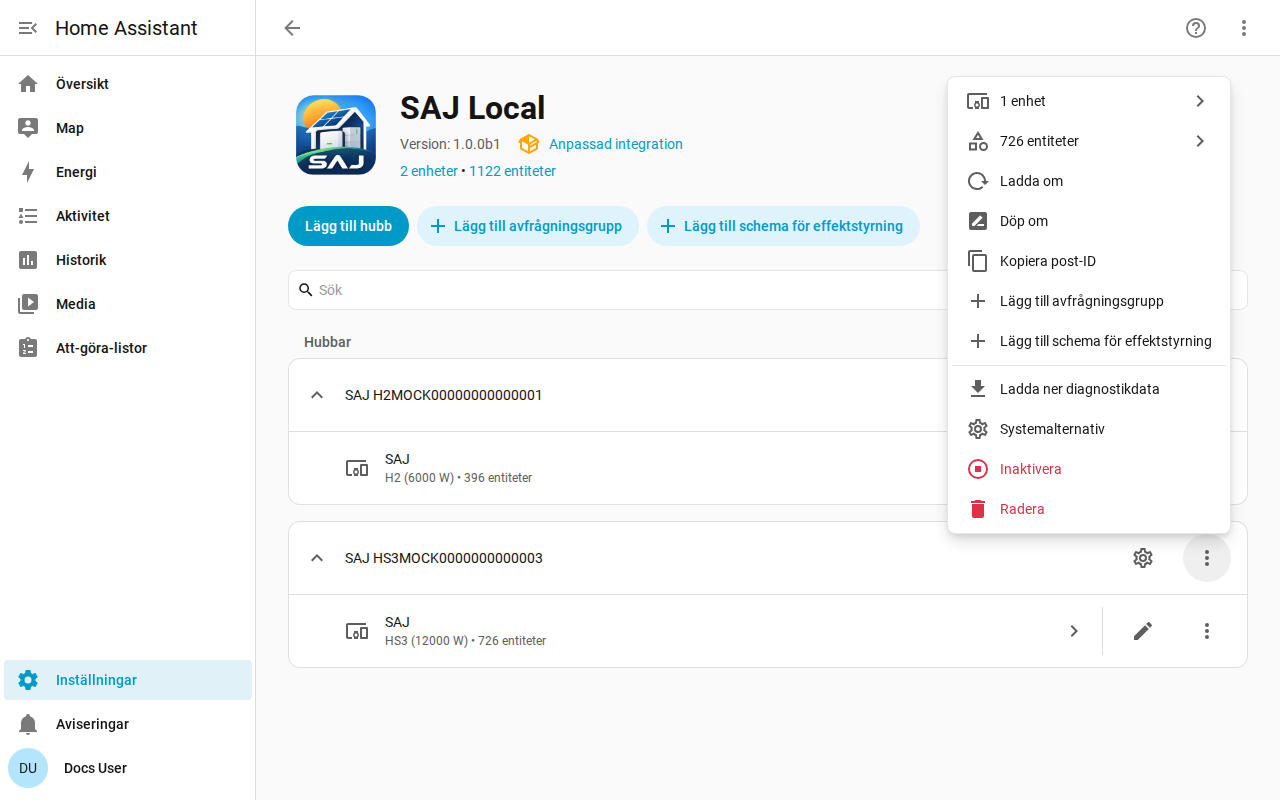 Home Assistant
Översikt
Map
Energi
Aktivitet
Historik
Media
Att-göra-listor
Inställningar
Aviseringar
DU
Docs User
SAJ
SAJ Local
Version: 1.0.0b1
Anpassad integration
2 enheter • 1122 entiteter
Lägg till hubb
Lägg till avfrågningsgrupp
Lägg till schema för effektstyrning
Sök
Hubbar
SAJ H2MOCK00000000000001
SAJ
H2 (6000 W) • 396 entiteter
SAJ HS3MOCK0000000000003
SAJ
HS3 (12000 W) • 726 entiteter
1 enhet
726 entiteter
Ladda om
Döp om
Kopiera post-ID
Lägg till avfrågningsgrupp
Lägg till schema för effektstyrning
Ladda ner diagnostikdata
Systemalternativ
Inaktivera
Radera